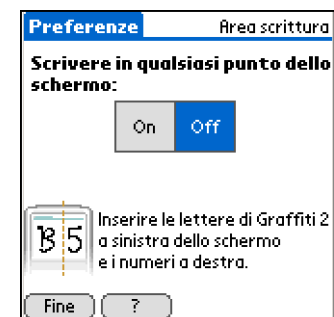 Preferenze Area scrittura
Scrivere in qualsiasi punto dello
schermo:
On Off
B 5
Inserire le lettere di Graffiti 2
a sinistra dello schermo
e i numeri a destra.
Fine ?